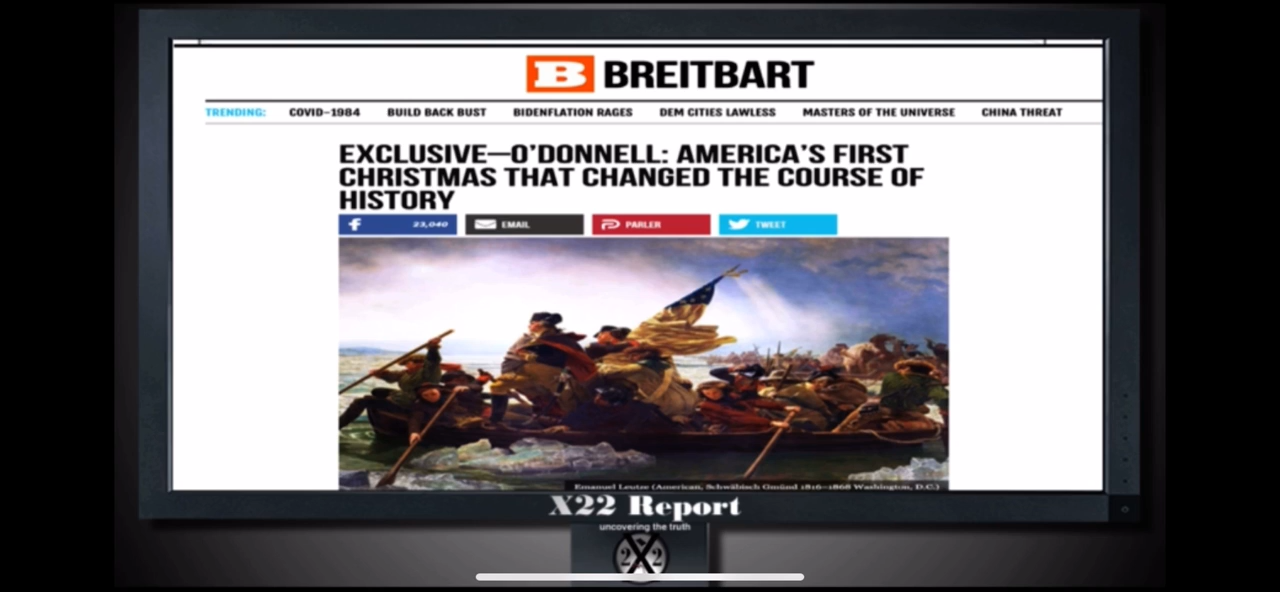 B BREITBART
TRENDING: COVID-1984 BUILD BACK BUST BIDENFLATION RAGES DEM CITIES LAWLESS MASTERS OF THE UNIVERSE CHINA THREAT
EXCLUSIVE—O'DONNELL: AMERICA'S FIRST
CHRISTMAS THAT CHANGED THE COURSE OF
HISTORY
f 23,040 EMAIL PARLER TWEET
Emanuel Leutze (American, Schwäbisch Gmünd 1816–1868 Washington, D.C.)
X22 Report
uncovering the truth
X22